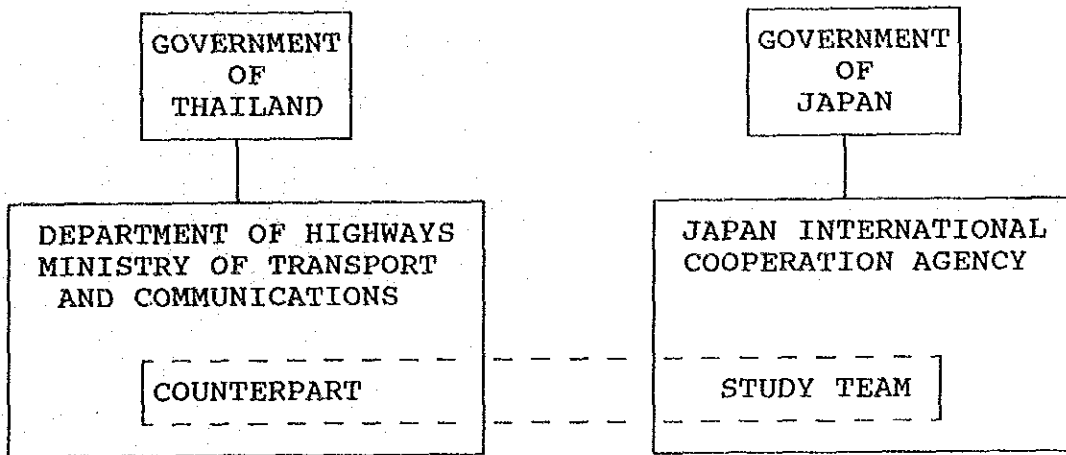 GOVERNMENT
OF
THAILAND
GOVERNMENT
OF
JAPAN
DEPARTMENT OF HIGHWAYS
MINISTRY OF TRANSPORT
AND COMMUNICATIONS
JAPAN INTERNATIONAL
COOPERATION AGENCY
COUNTERPART
STUDY TEAM